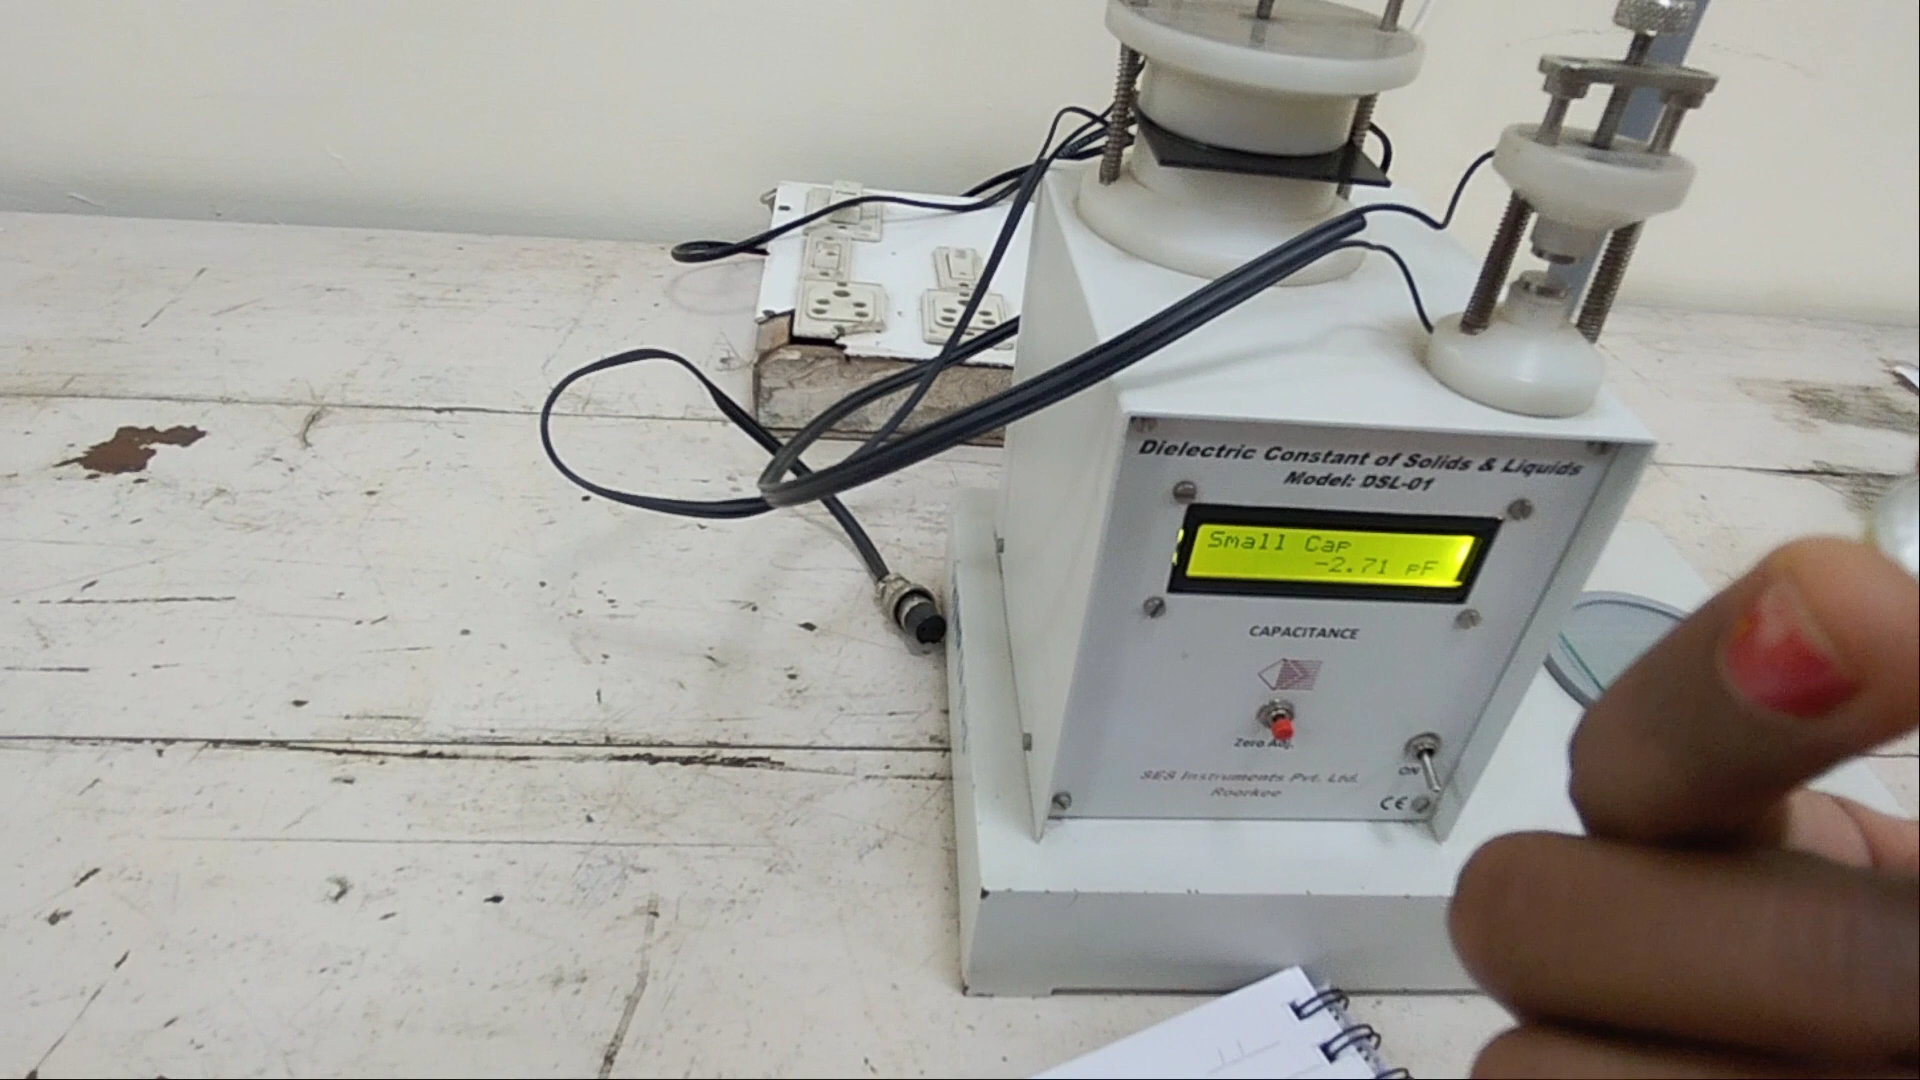 Dielectric Constant of Solids & Liquids
Model: DSL-01
Small Cap
-2.71 pF
CAPACITANCE
Zero Adj.
ON
SES Instruments Pvt. Ltd.
Roorkee
CE